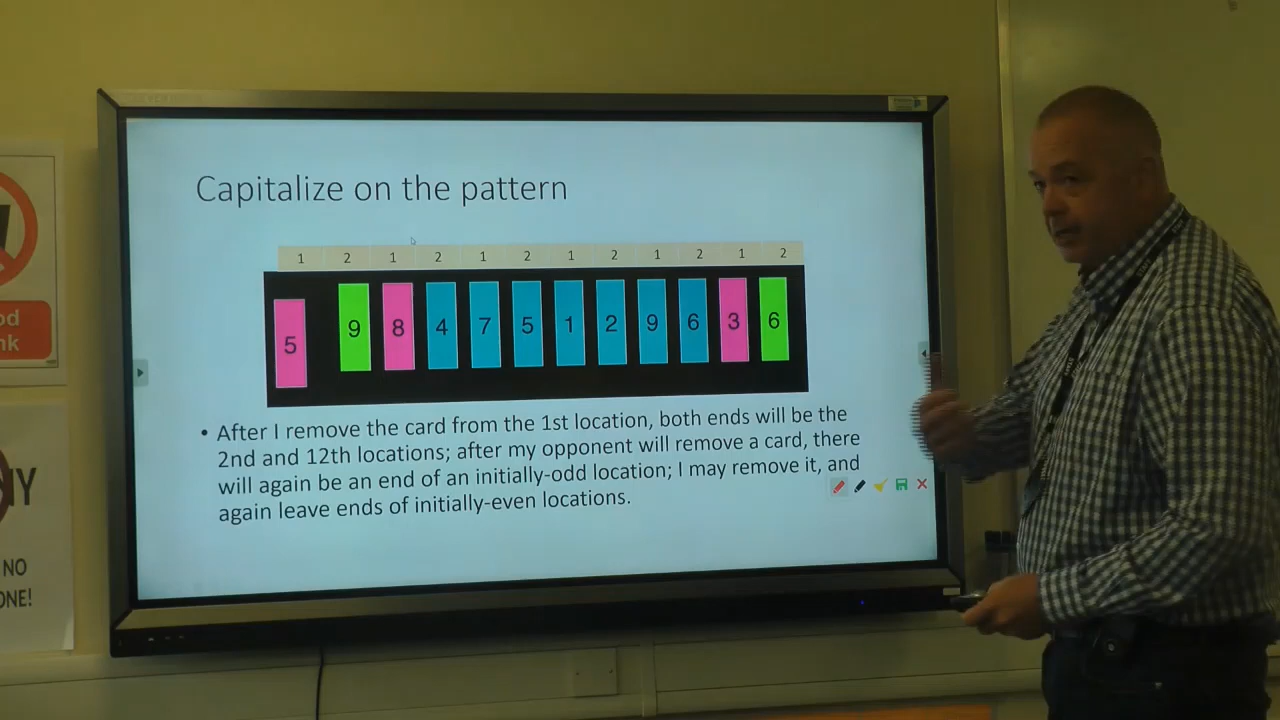 Capitalize on the pattern
1 2 1 2 1 2 1 2 1 2 1 2
5 9 8 4 7 5 1 2 9 6 3 6
• After I remove the card from the 1st location, both ends will be the
2nd and 12th locations; after my opponent will remove a card, there
will again be an end of an initially-odd location; I may remove it, and
again leave ends of initially-even locations.
NO